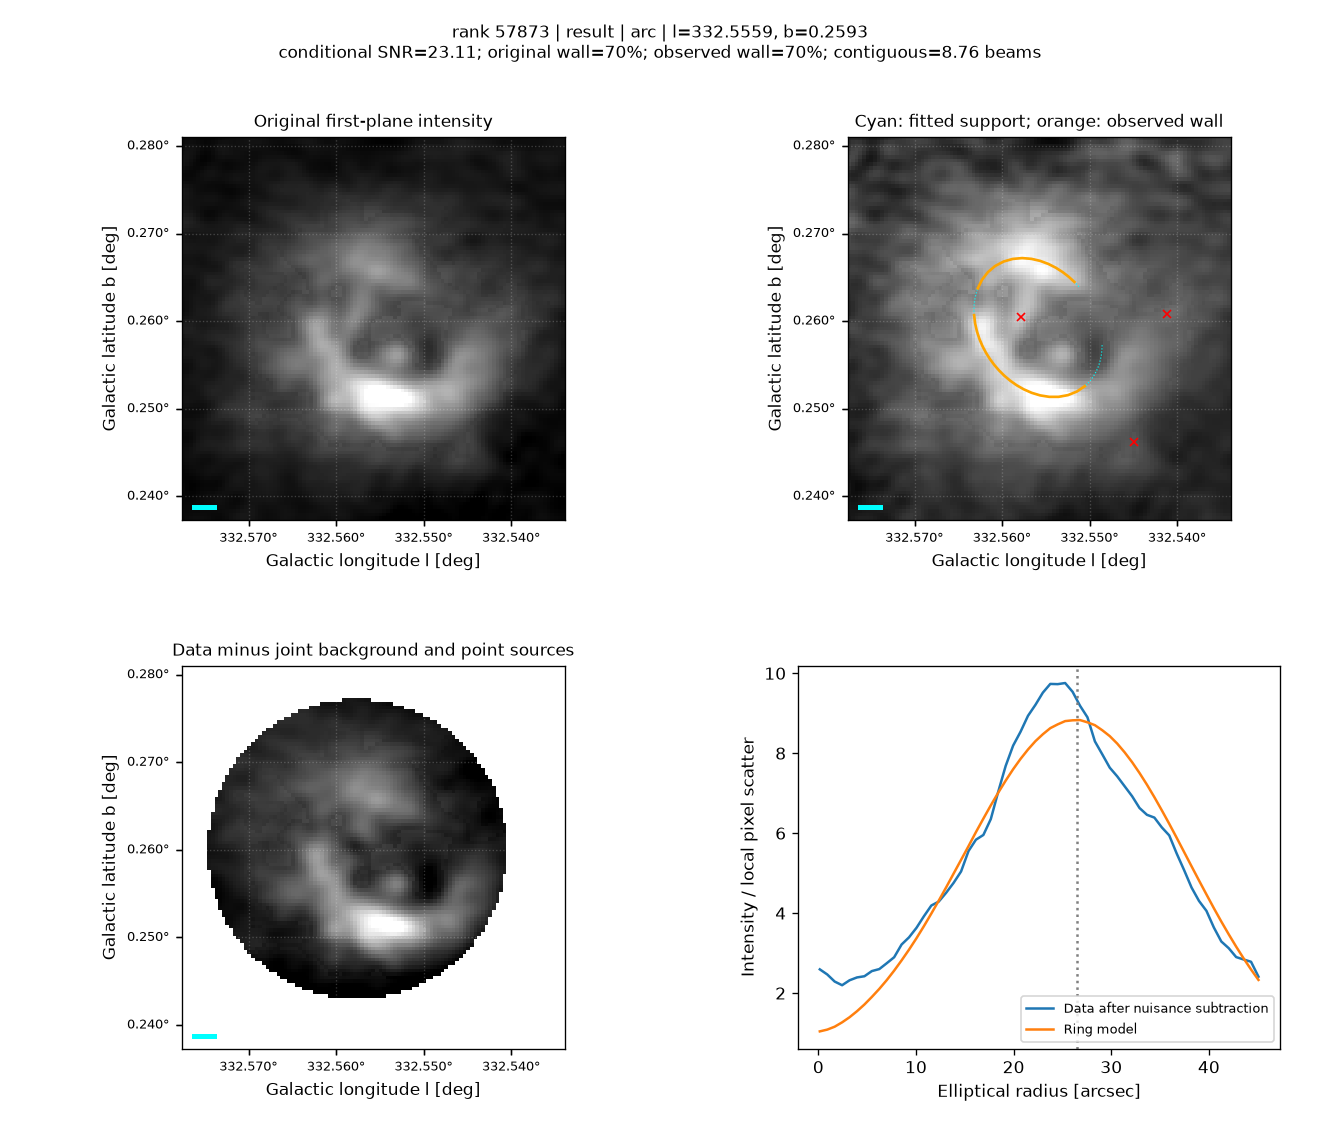 rank 57873 | result | arc | l=332.5559, b=0.2593
conditional SNR=23.11; original wall=70%; observed wall=70%; contiguous=8.76 beams
Original first-plane intensity
0.280°
0.270°
0.260°
0.250°
0.240°
Galactic latitude b [deg]
332.570°
332.560°
332.550°
332.540°
Galactic longitude l [deg]
Cyan: fitted support; orange: observed wall
0.280°
0.270°
0.260°
0.250°
0.240°
Galactic latitude b [deg]
332.570°
332.560°
332.550°
332.540°
Galactic longitude l [deg]
Data minus joint background and point sources
0.280°
0.270°
0.260°
0.250°
0.240°
Galactic latitude b [deg]
332.570°
332.560°
332.550°
332.540°
Galactic longitude l [deg]
10
8
6
4
2
Intensity / local pixel scatter
Data after nuisance subtraction
Ring model
0
10
20
30
40
Elliptical radius [arcsec]